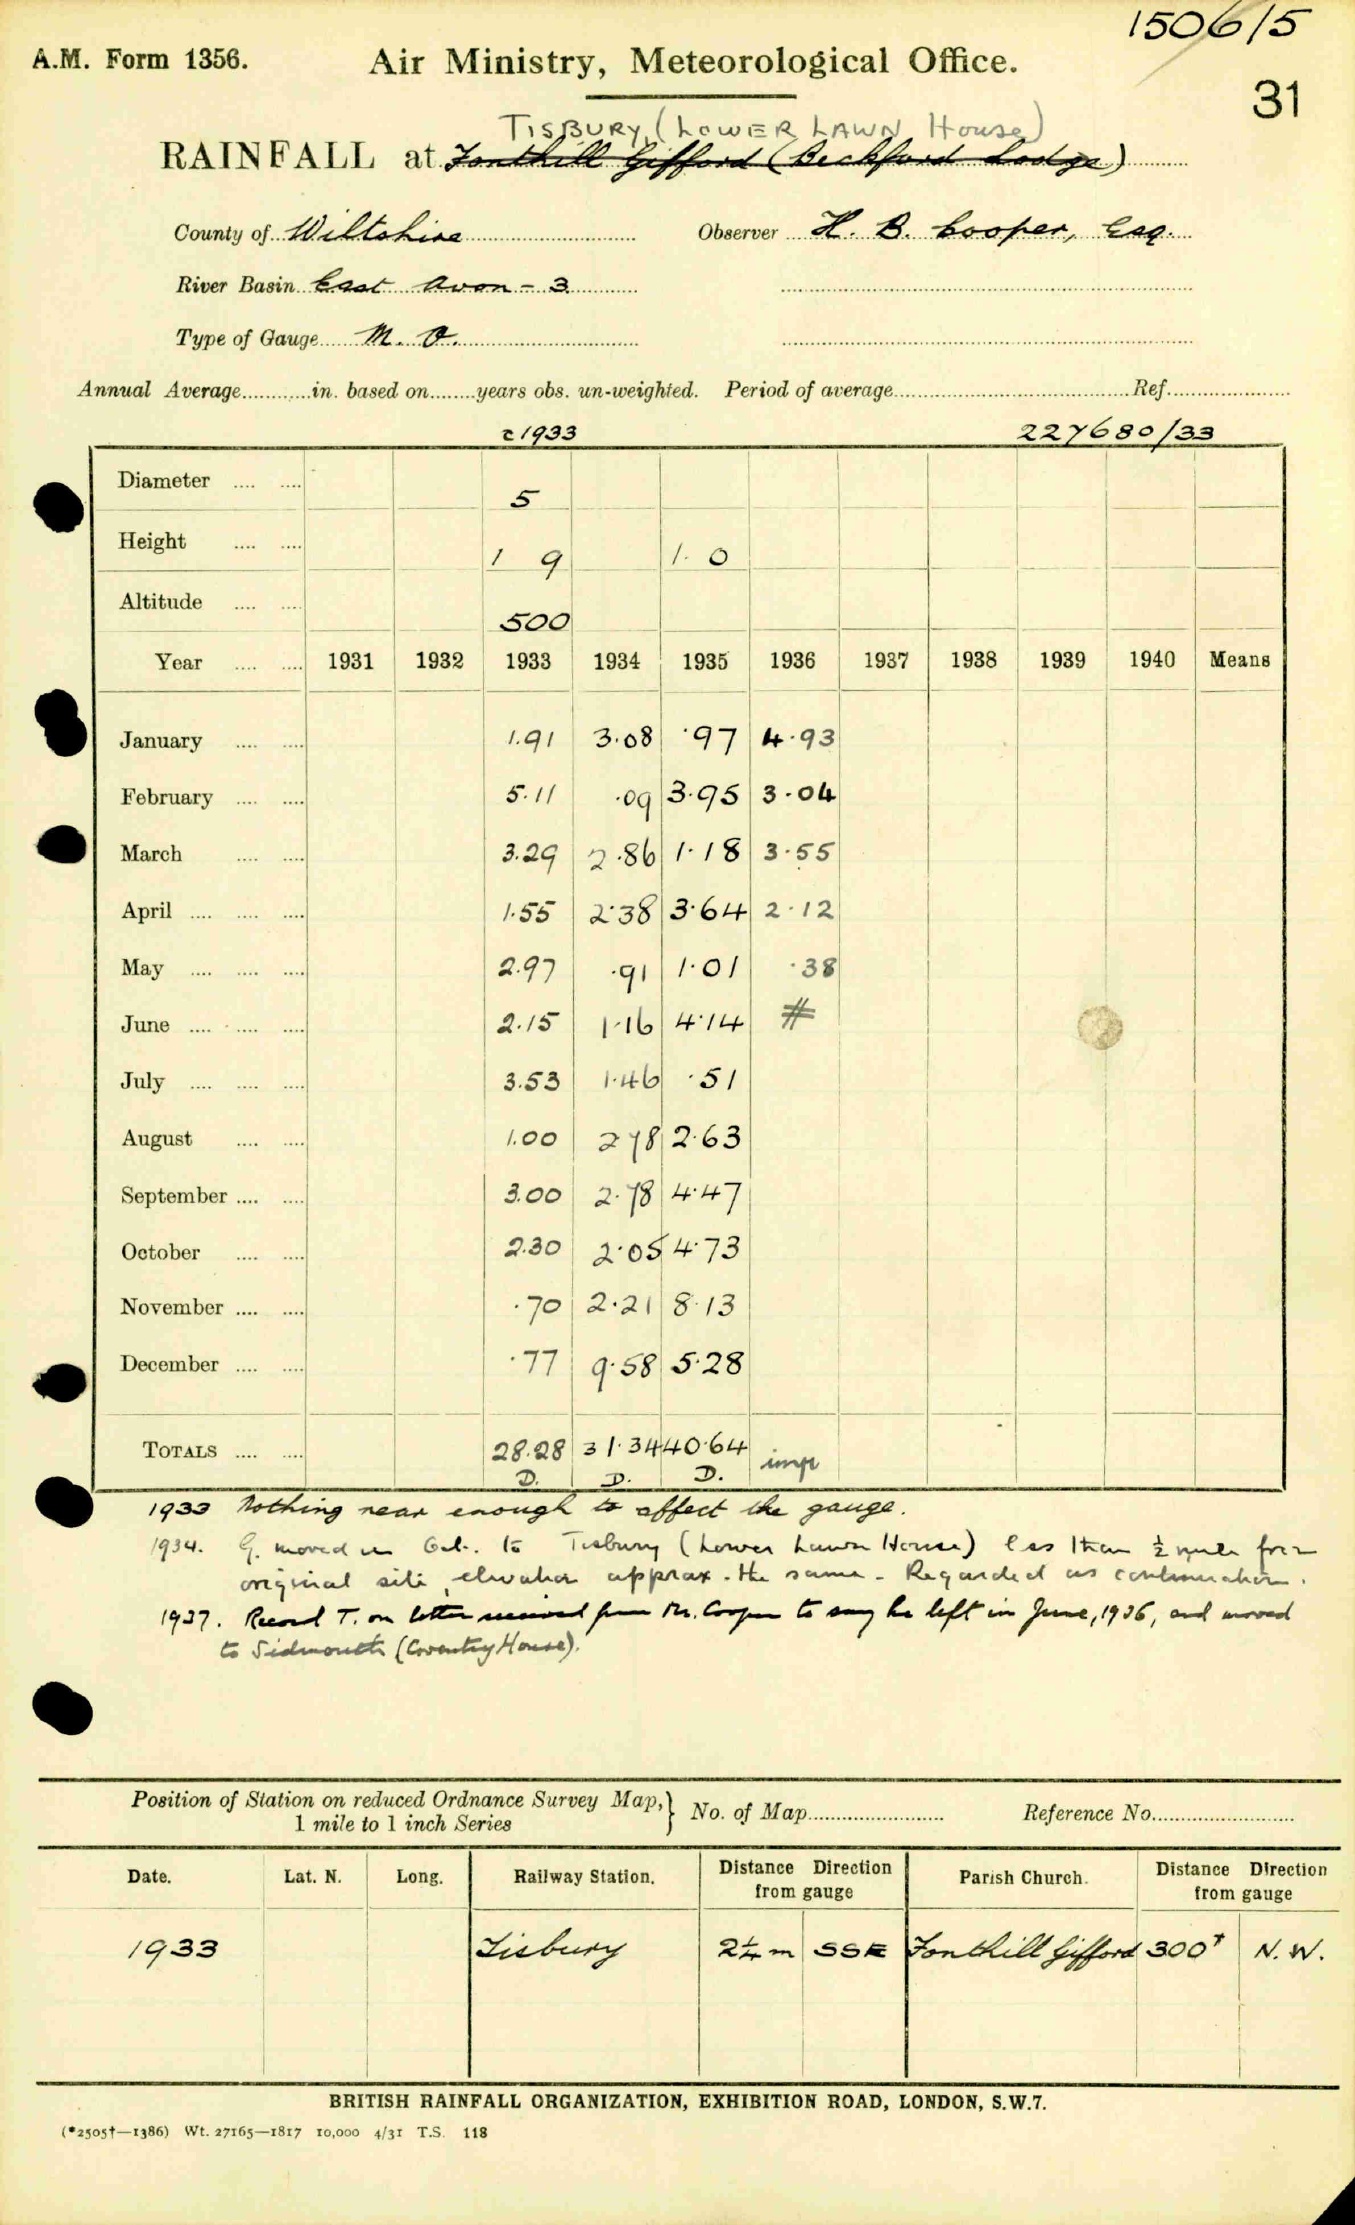 1506/5
A.M. Form 1356. Air Ministry, Meteorological Office.
31
TISBURY, (LOWER LAWN House)
RAINFALL at Fonthill Gifford (Beckford Lodge)
County of Wiltshire Observer H. B. Cooper, Esq.
River Basin East Avon - 3
Type of Gauge M. O.
Annual Average in. based on years obs. un-weighted. Period of average Ref.
1933 227680/33
Diameter 5
Height 1 9 1. 0
Altitude 500
Year 1931 1932 1933 1934 1935 1936 1937 1938 1939 1940 Means
January 1.91 3.08 .97 4.93
February 5.11 .09 3.95 3.04
March 3.29 2.86 1.18 3.55
April 1.55 2.38 3.64 2.12
May 2.97 .91 1.01 .38
June 2.15 1.16 4.14 #
July 3.53 1.46 .51
August 1.00 2 78 2.63
September 3.00 2.78 4.47
October 2.30 2.05 4.73
November .70 2.21 8.13
December .77 9.58 5.28
TOTALS 28.28 31.34 40.64 imp
D. D. D.
1933 Nothing near enough to affect the gauge.
1934. G. moved in Oct. to Tisbury (Lower Lawn House) less than ½ mile from
original site, elevation approx. the same - Regarded as continuation.
1937. Record T. on letter received from Mr. Cooper to say he left in June, 1936, and moved
to Sidmouth (Coventry House).
Position of Station on reduced Ordnance Survey Map,} No. of Map Reference No.
1 mile to 1 inch Series
Date. Lat. N. Long. Railway Station. Distance Direction from gauge Parish Church. Distance Direction from gauge
1933 Tisbury 2¼ m SSE Fonthill Gifford 300† N. W.
BRITISH RAINFALL ORGANIZATION, EXHIBITION ROAD, LONDON, S.W.7.
(*2505†—1386) Wt. 27165—1817 10,000 4/31 T.S. 118